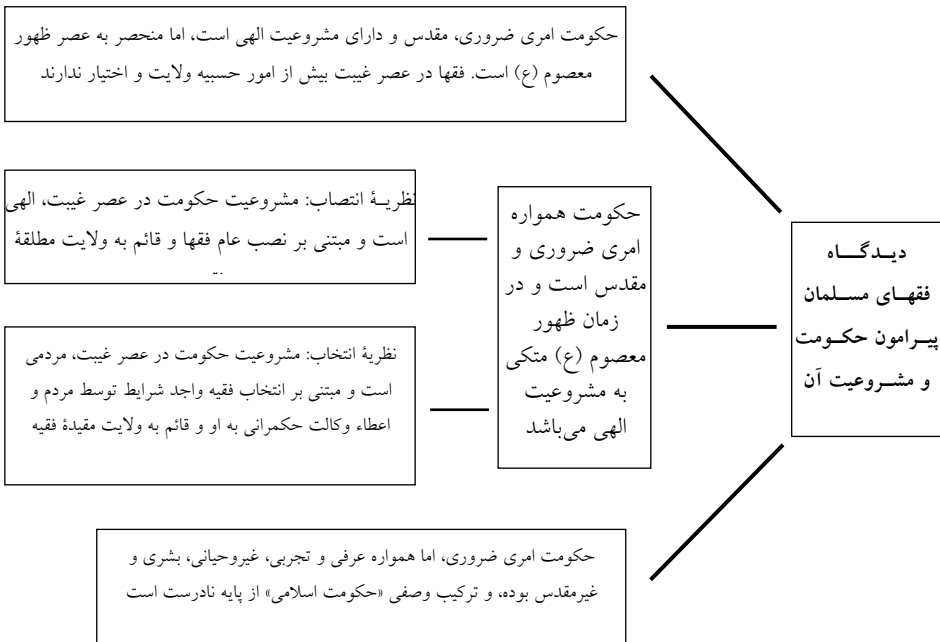 حکومت امری ضروری، مقدس و دارای مشروعیت الهی است، اما منحصر به عصر ظهور
معصوم (ع) است. فقها در عصر غیبت بیش از امور حسبیه ولایت و اختیار ندارند
دیـدگـــاه
فقهـای مسـلمان
پیـرامون حکـومت
و مشـروعیت آن
حکومت همواره
امری ضروری و
مقدس است و در
زمان ظهور
معصوم (ع) متکی
به مشروعیت
الهی می‌باشد
نظریـۀ انتصاب: مشروعیت حکومت در عصر غیبت، الهی
است و مبتنی بر نصب عام فقها و قائم به ولایت مطلقۀ
نظریۀ انتخاب: مشروعیت حکومت در عصر غیبت، مردمی
است و مبتنی بر انتخاب فقیه واجد شرایط توسط مردم و
اعطاء وکالت حکمرانی به او و قائم به ولایت مقیدۀ فقیه
حکومت امری ضروری، اما همواره عرفی و تجربی، غیروحیانی، بشری و
غیرمقدس بوده، و ترکیب وصفی «حکومت اسلامی» از پایه نادرست است